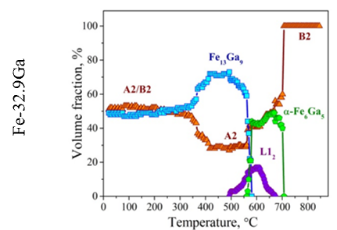 Fe-32.9Ga
Volume fraction, %
100
80
60
40
20
0
B2
Fe₁₃Ga₉
A2/B2
α-Fe₆Ga₅
A2
L1₂
0 100 200 300 400 500 600 700 800
Temperature, °C